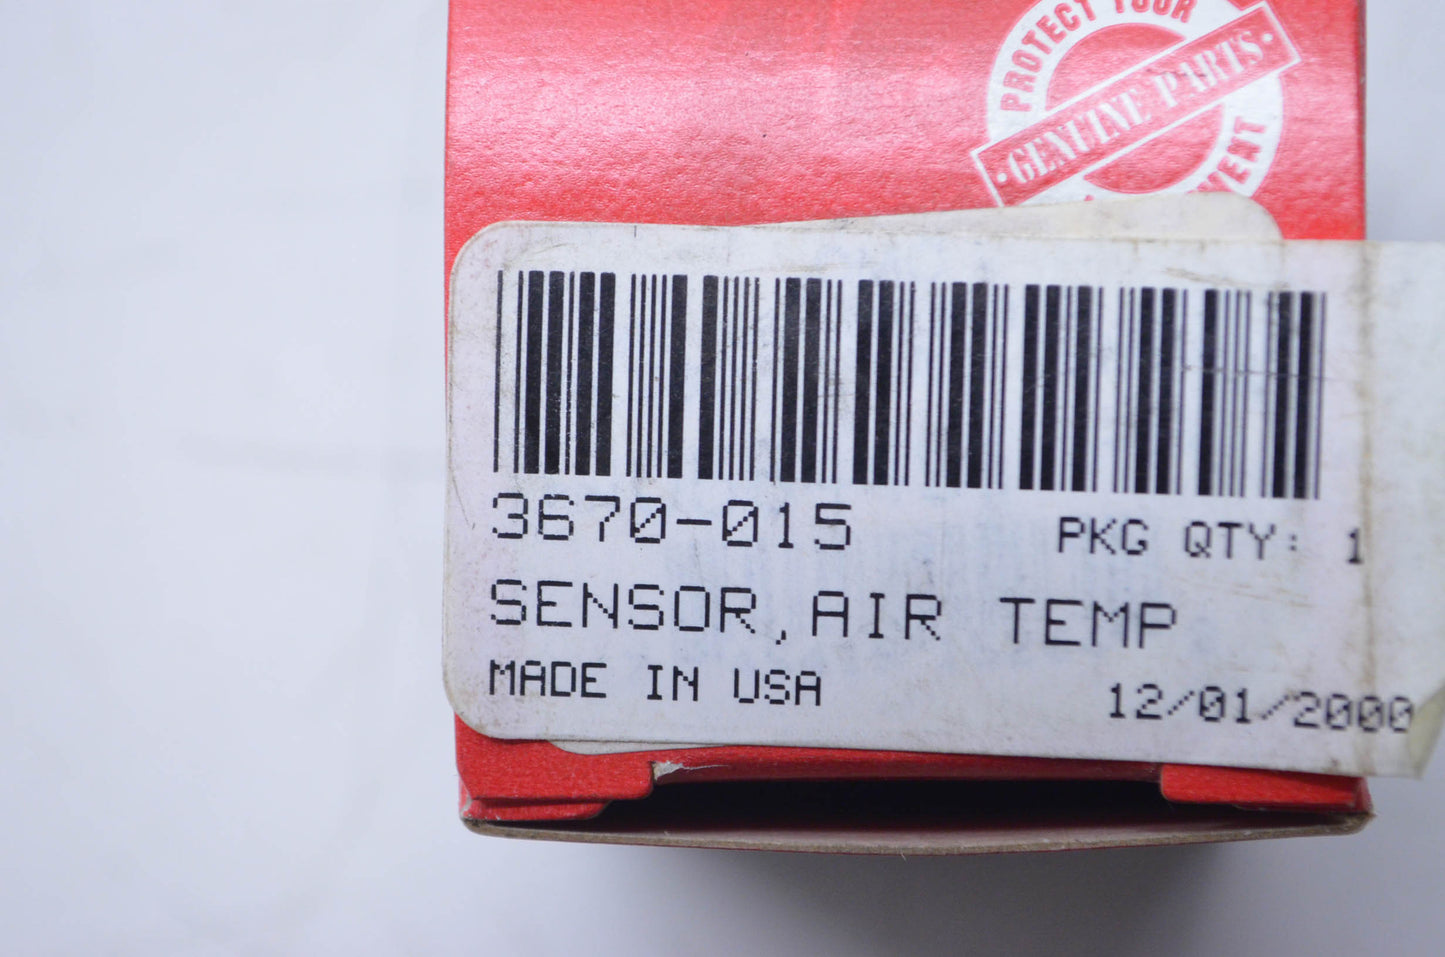 PROTECT YOUR
· GENUINE PARTS ·
3670-015 PKG QTY: 1
SENSOR, AIR TEMP
MADE IN USA 12/01/2000